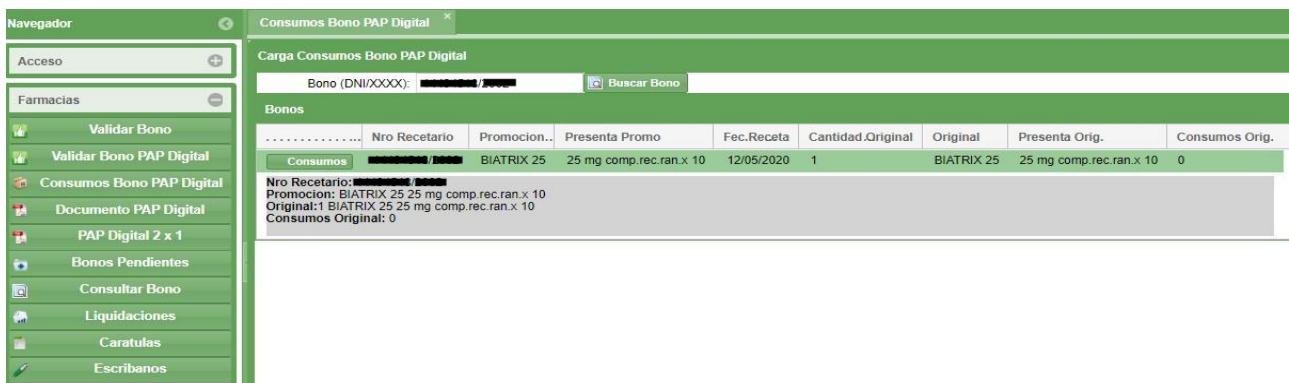 Navegador
Acceso
Farmacias
Validar Bono
Validar Bono PAP Digital
Consumos Bono PAP Digital
Documento PAP Digital
PAP Digital 2 x 1
Bonos Pendientes
Consultar Bono
Liquidaciones
Caratulas
Escribanos
Consumos Bono PAP Digital
Carga Consumos Bono PAP Digital
Bono (DNI/XXXX): Buscar Bono
Bonos
.............. Nro Recetario Promocion.. Presenta Promo Fec.Receta Cantidad.Original Original Presenta Orig. Consumos Orig.
Consumos BIATRIX 25 25 mg comp.rec.ran.x 10 12/05/2020 1 BIATRIX 25 25 mg comp.rec.ran.x 10 0
Nro Recetario:
Promocion: BIATRIX 25 25 mg comp.rec.ran.x 10
Original:1 BIATRIX 25 25 mg comp.rec.ran.x 10
Consumos Original: 0